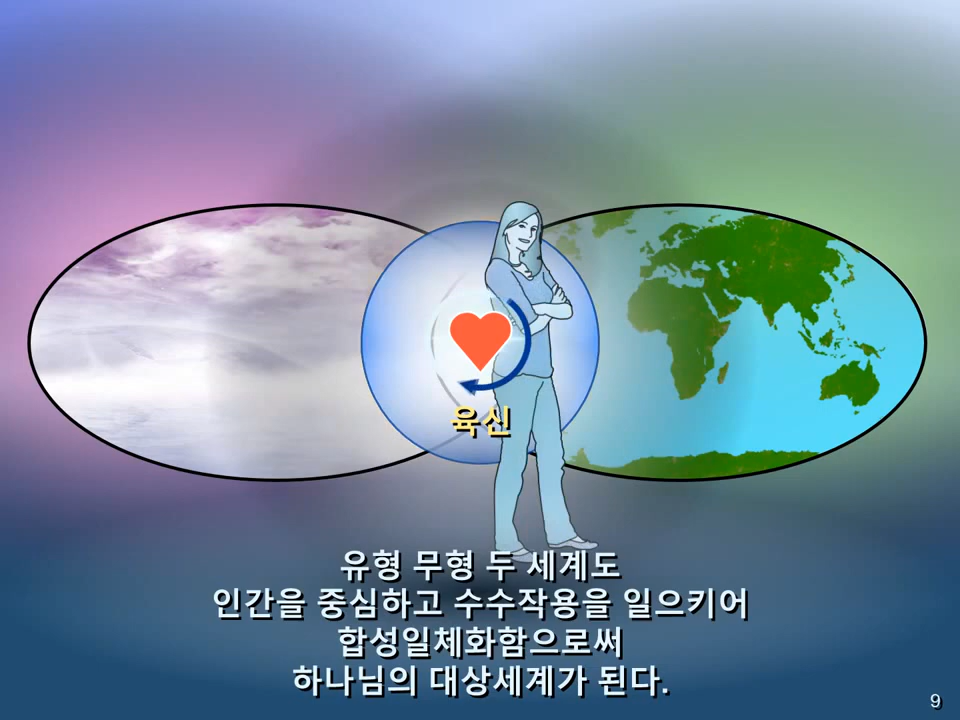 육신
유형 무형 두 세계도
인간을 중심하고 수수작용을 일으키어
합성일체화함으로써
하나님의 대상세계가 된다.
9